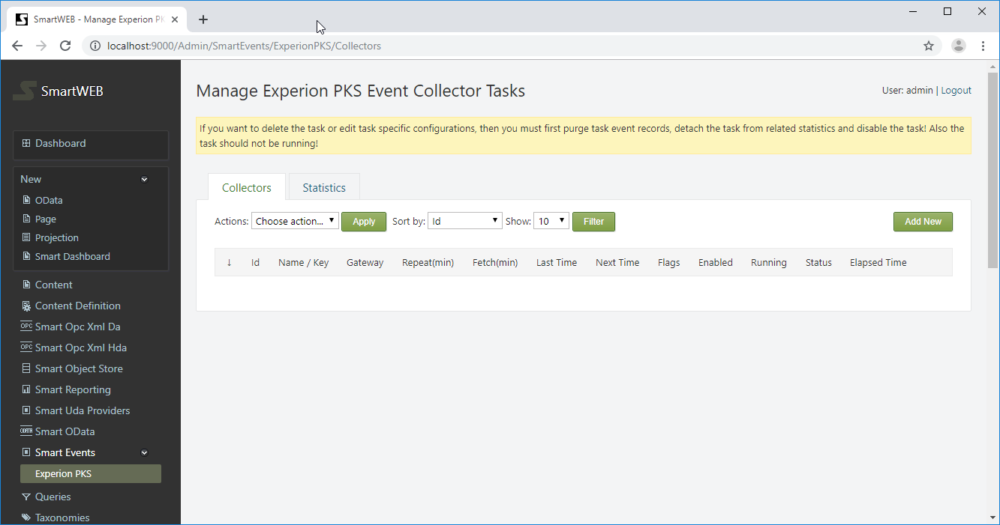 SmartWEB - Manage Experion PK
localhost:9000/Admin/SmartEvents/ExperionPKS/Collectors
SmartWEB
Manage Experion PKS Event Collector Tasks
User: admin | Logout
If you want to delete the task or edit task specific configurations, then you must first purge task event records, detach the task from related statistics and disable the task! Also the
task should not be running!
Dashboard
New
OData
Page
Projection
Smart Dashboard
Content
Content Definition
OPC Smart Opc Xml Da
OPC Smart Opc Xml Hda
Smart Object Store
Smart Reporting
Smart Uda Providers
Smart OData
Smart Events
Experion PKS
Queries
Taxonomies
Collectors Statistics
Actions: Choose action... Apply Sort by: Id Show: 10 Filter Add New
↓ Id Name / Key Gateway Repeat(min) Fetch(min) Last Time Next Time Flags Enabled Running Status Elapsed Time